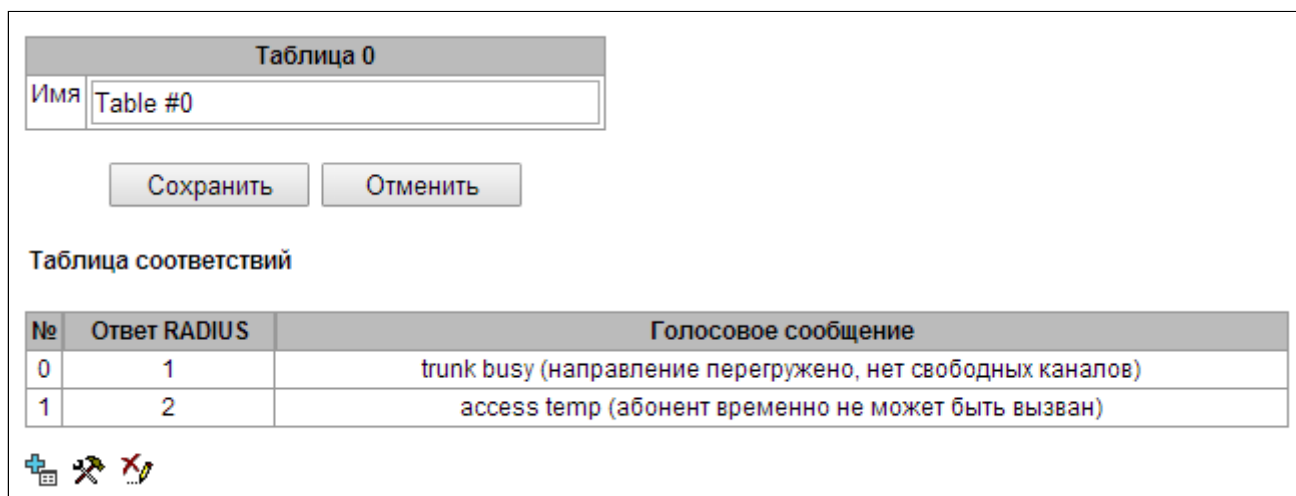 Таблица 0
Имя Table #0
Сохранить Отменить
Таблица соответствий
№ Ответ RADIUS Голосовое сообщение
0 1 trunk busy (направление перегружено, нет свободных каналов)
1 2 access temp (абонент временно не может быть вызван)